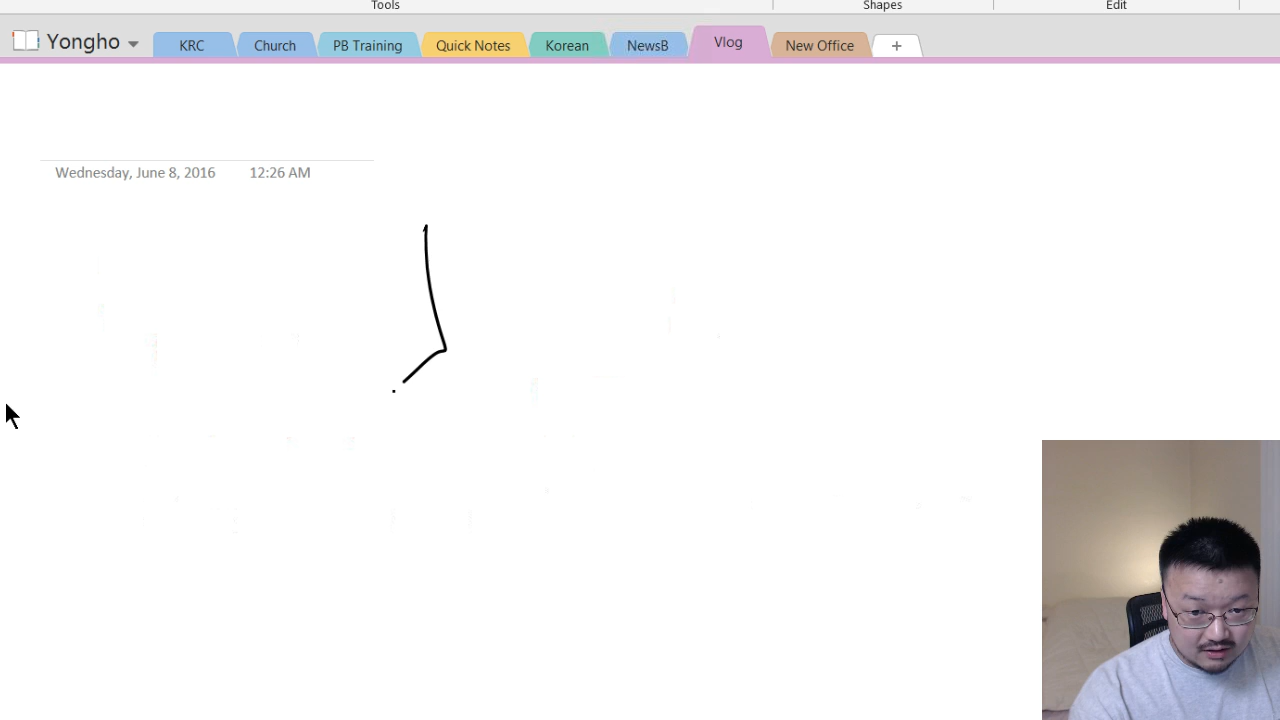 Tools Shapes Edit
Yongho KRC Church PB Training Quick Notes Korean NewsB Vlog New Office +
Wednesday, June 8, 2016 12:26 AM